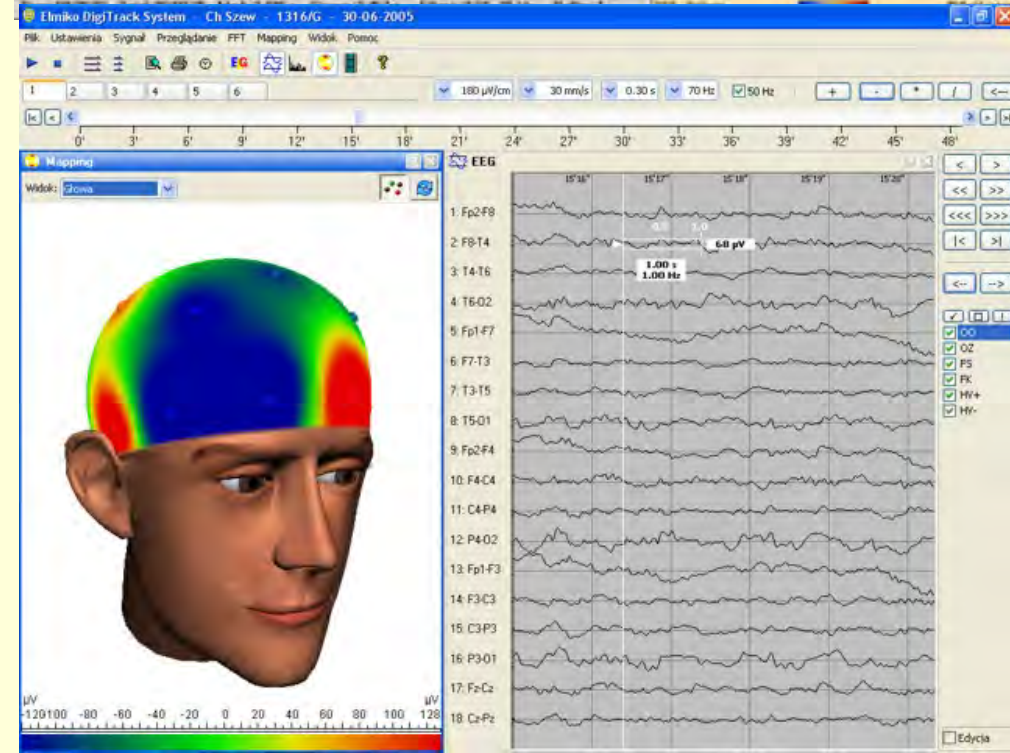 Elmiko DigiTrack System - Ch Szew - 1316/G - 30-06-2005
Plik Ustawienia Sygnał Przeglądanie FFT Mapping Widok Pomoc
EG
1 2 3 4 5 6 180 µV/cm 30 mm/s 0.30 s 70 Hz 50 Hz + - * / <--
|< < > >|
0' 3' 6' 9' 12' 15' 18' 21' 24' 27' 30' 33' 36' 39' 42' 45' 48'
Mapping
Widok: Głowa
EEG
15'16" 15'17" 15'18" 15'19" 15'20"
1: Fp2-F8
2: F8-T4
3: T4-T6
4: T6-O2
5: Fp1-F7
6: F7-T3
7: T3-T5
8: T5-O1
9: Fp2-F4
10: F4-C4
11: C4-P4
12: P4-O2
13: Fp1-F3
14: F3-C3
15: C3-P3
16: P3-O1
17: Fz-Cz
18: Cz-Pz
68 µV
1.00 s
1.00 Hz
< >
<< >>
<<< >>>
|< >|
<-- -->
OO
OZ
FS
FK
HV+
HV-
Edycja
µV µV
-120 100 -80 -60 -40 -20 0 20 40 60 80 100 128